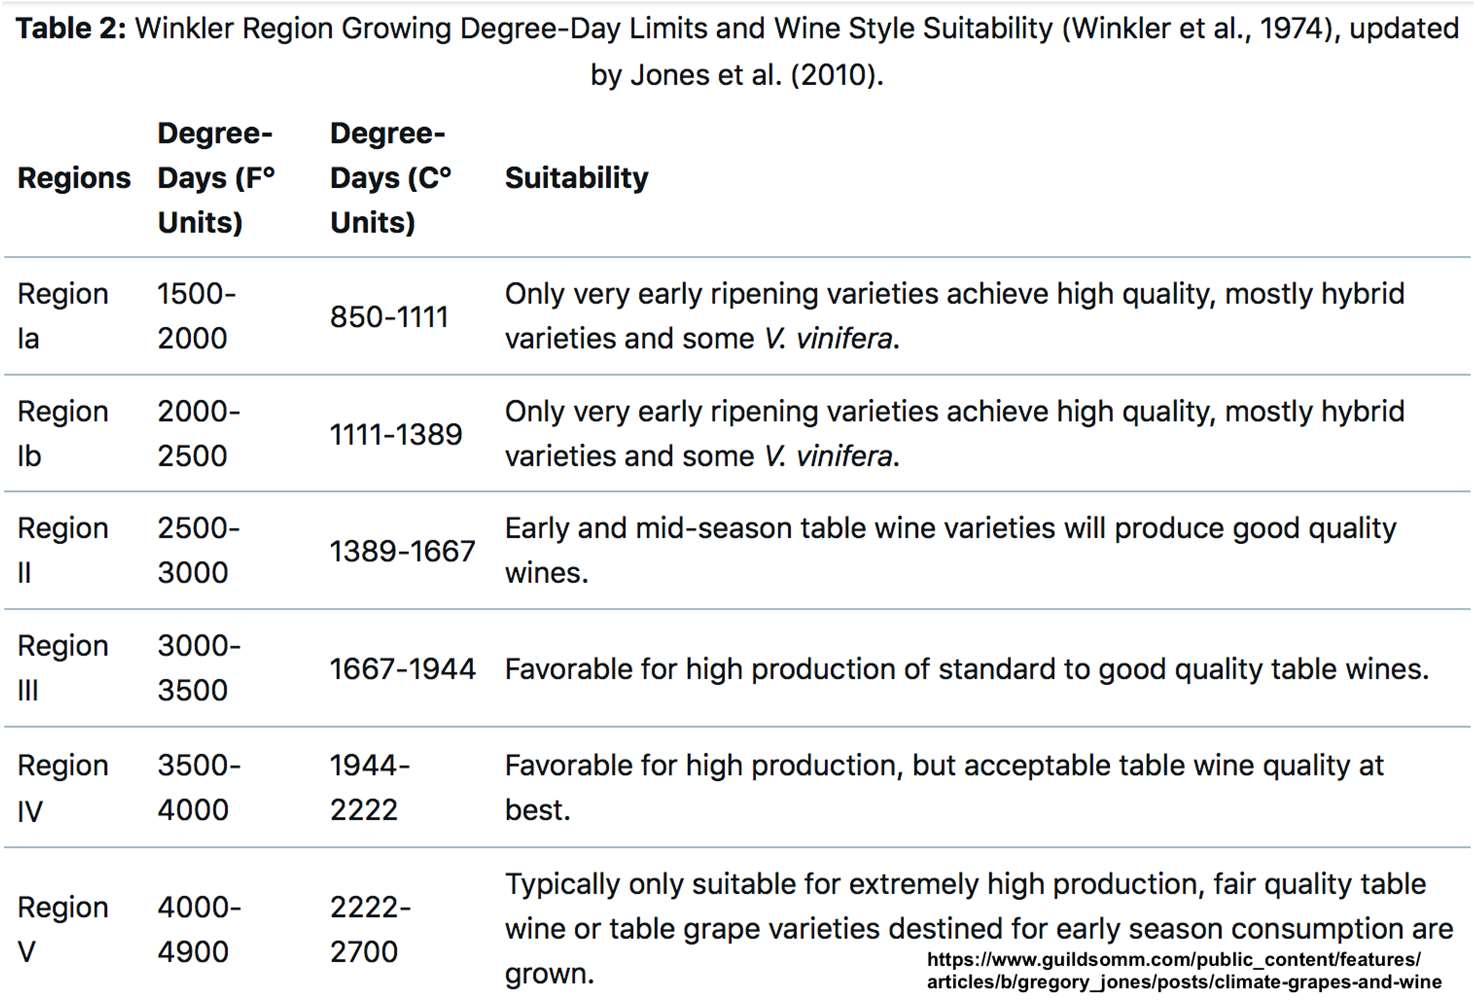 Table 2: Winkler Region Growing Degree-Day Limits and Wine Style Suitability (Winkler et al., 1974), updated
by Jones et al. (2010).
Regions Degree-Days (F° Units) Degree-Days (C° Units) Suitability
Region Ia 1500-2000 850-1111 Only very early ripening varieties achieve high quality, mostly hybrid
varieties and some V. vinifera.
Region Ib 2000-2500 1111-1389 Only very early ripening varieties achieve high quality, mostly hybrid
varieties and some V. vinifera.
Region II 2500-3000 1389-1667 Early and mid-season table wine varieties will produce good quality
wines.
Region III 3000-3500 1667-1944 Favorable for high production of standard to good quality table wines.
Region IV 3500-4000 1944-2222 Favorable for high production, but acceptable table wine quality at
best.
Region V 4000-4900 2222-2700 Typically only suitable for extremely high production, fair quality table
wine or table grape varieties destined for early season consumption are
grown.
https://www.guildsomm.com/public_content/features/
articles/b/gregory_jones/posts/climate-grapes-and-wine